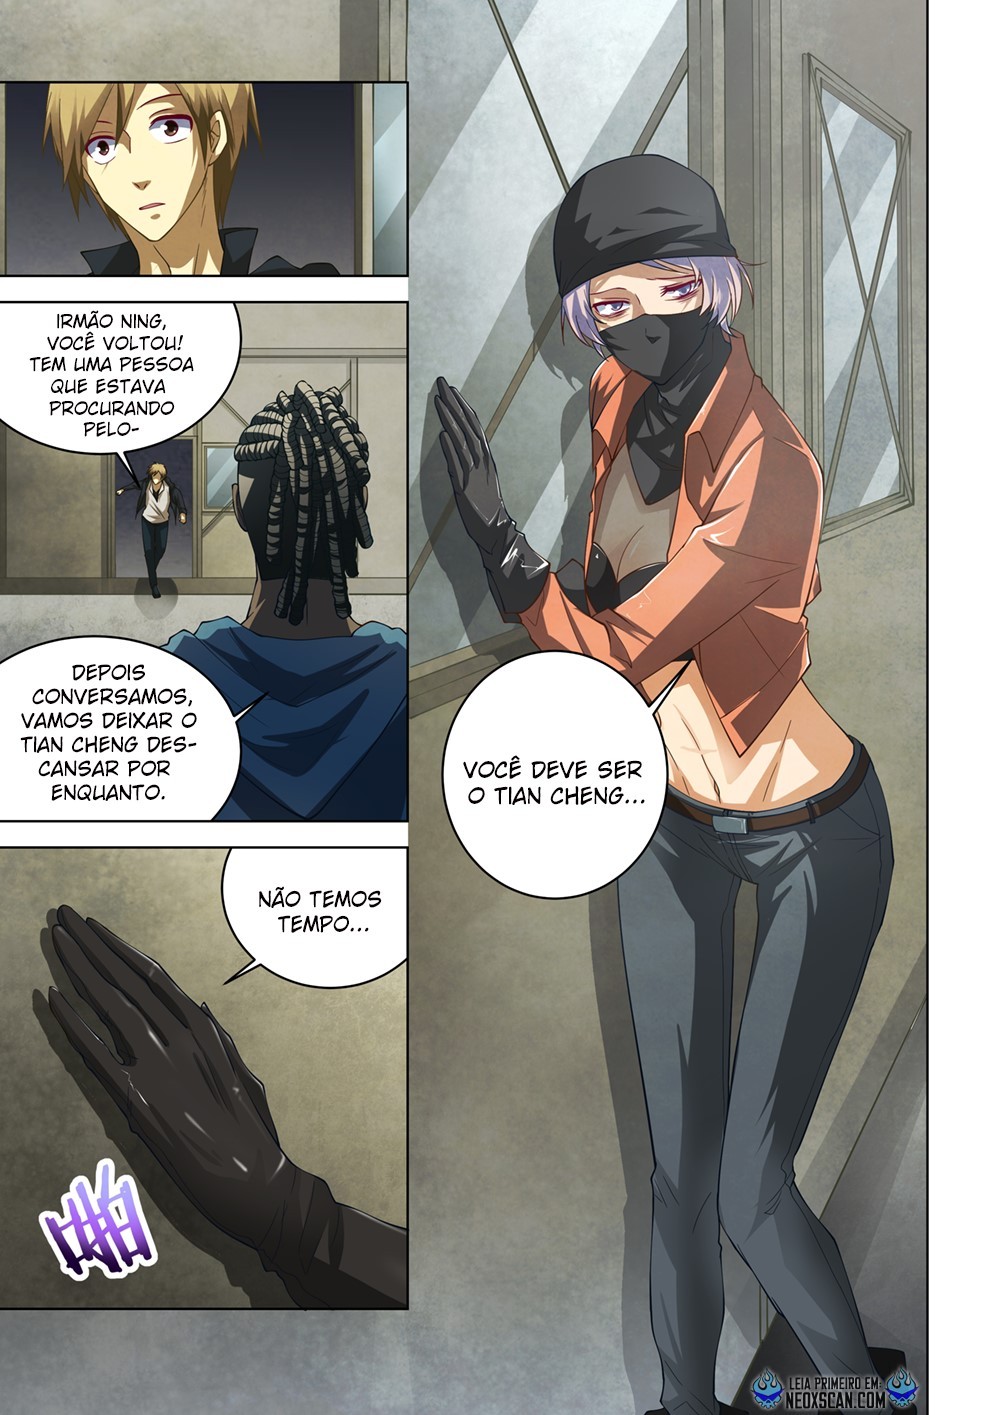 IRMÃO NING,
VOCÊ VOLTOU!
TEM UMA PESSOA
QUE ESTAVA
PROCURANDO
PELO-
DEPOIS
CONVERSAMOS,
VAMOS DEIXAR O
TIAN CHENG DES-
CANSAR POR
ENQUANTO.
NÃO TEMOS
TEMPO...
啪
VOCÊ DEVE SER
O TIAN CHENG...
LEIA PRIMEIRO EM:
NEOXSCAN.COM